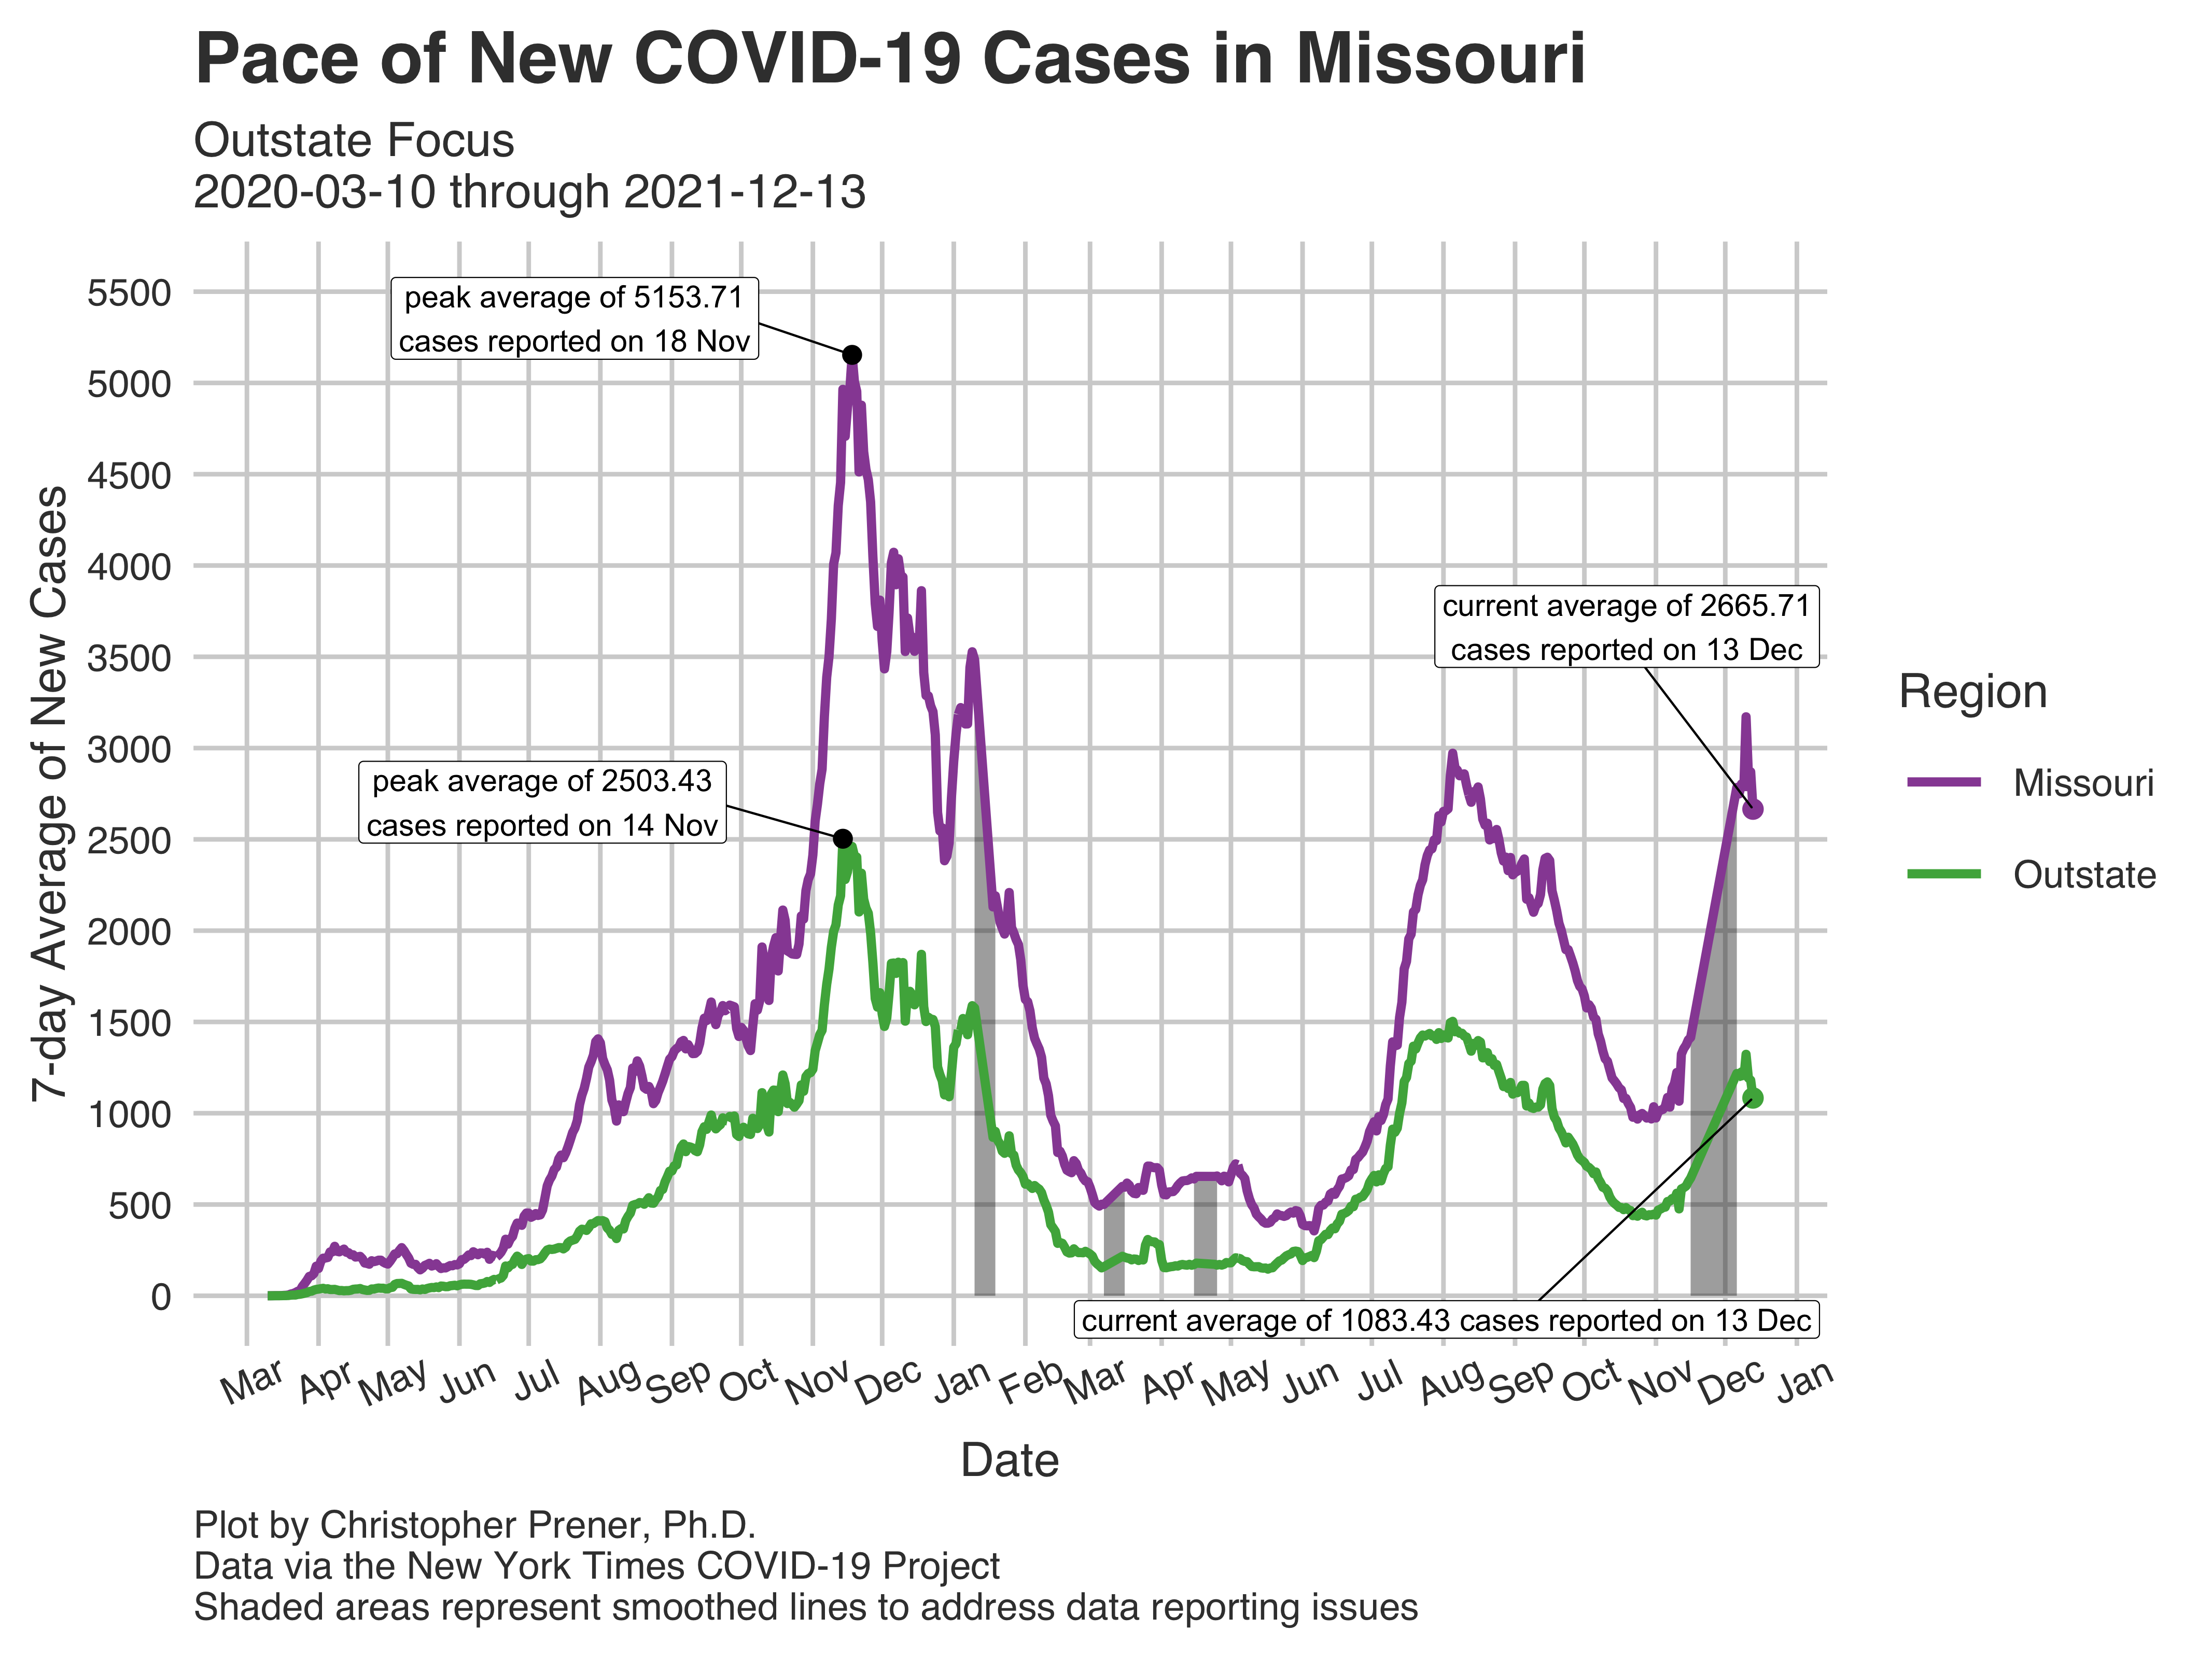 Pace of New COVID-19 Cases in Missouri
Outstate Focus
2020-03-10 through 2021-12-13
7-day Average of New Cases
5500
5000
4500
4000
3500
3000
2500
2000
1500
1000
500
0
peak average of 5153.71
cases reported on 18 Nov
peak average of 2503.43
cases reported on 14 Nov
current average of 2665.71
cases reported on 13 Dec
current average of 1083.43 cases reported on 13 Dec
Region
Missouri
Outstate
Mar Apr May Jun Jul Aug Sep Oct Nov Dec Jan Feb Mar Apr May Jun Jul Aug Sep Oct Nov Dec Jan
Date
Plot by Christopher Prener, Ph.D.
Data via the New York Times COVID-19 Project
Shaded areas represent smoothed lines to address data reporting issues